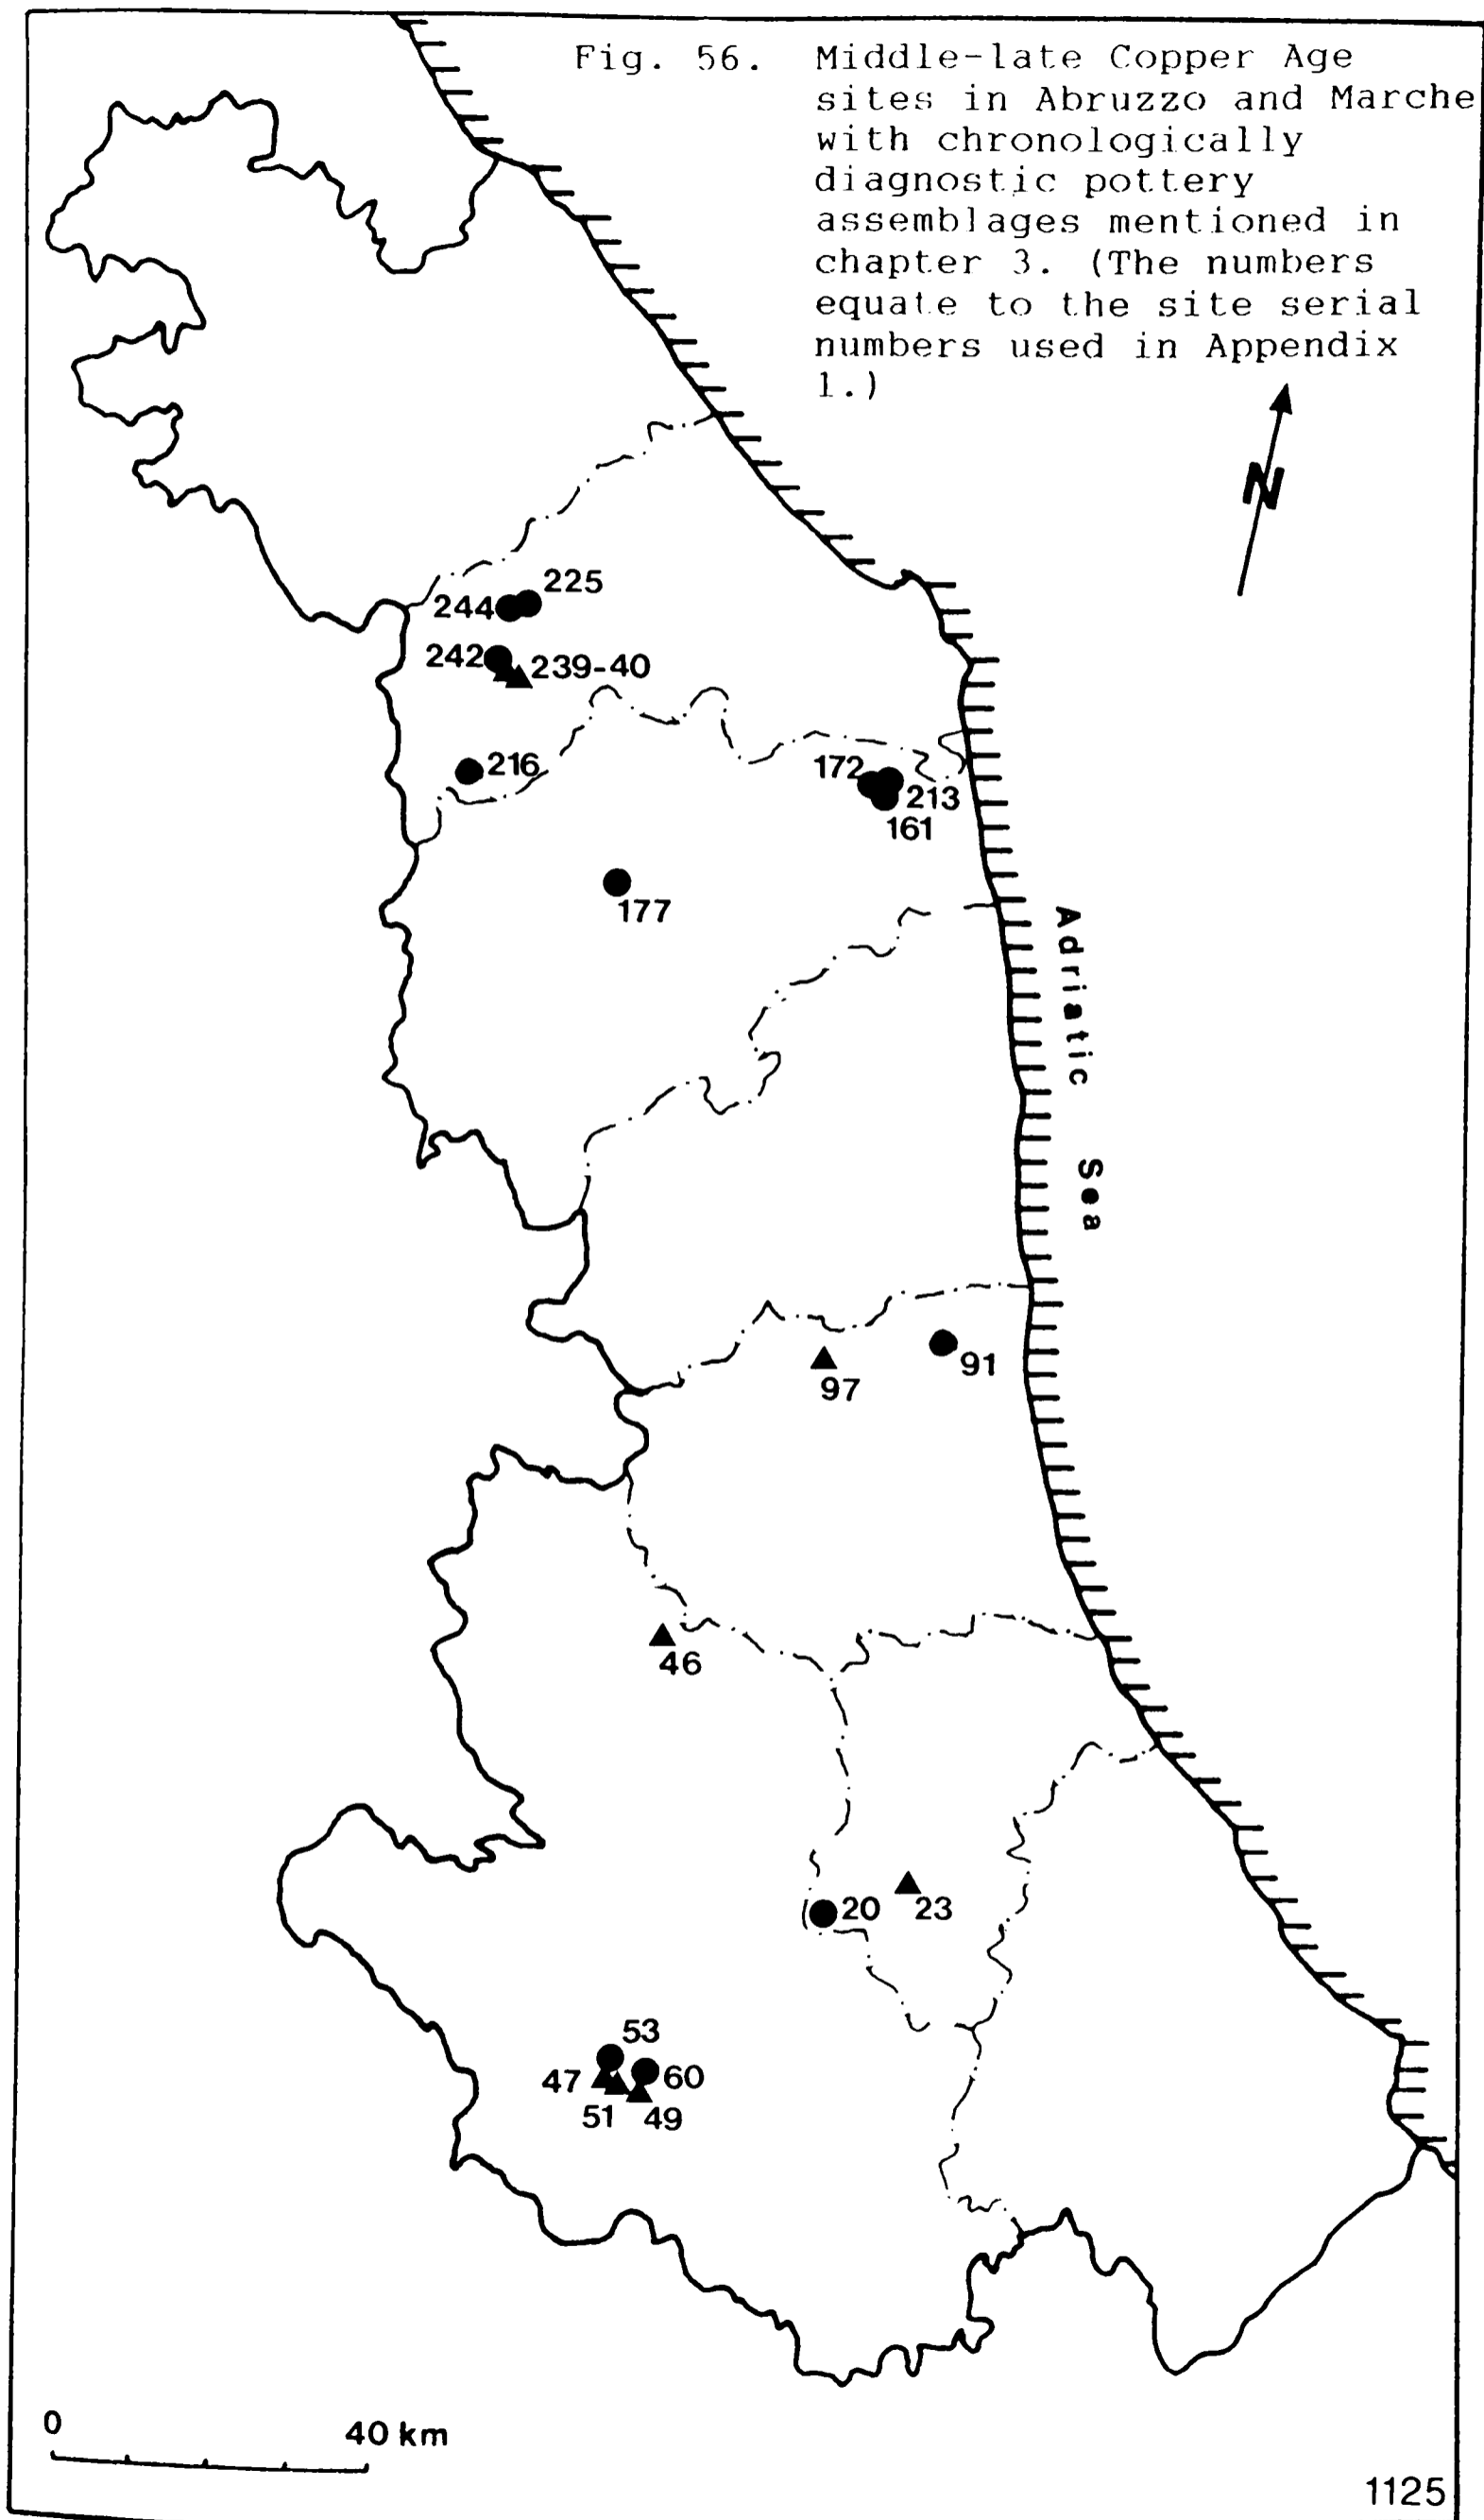 Fig. 56. Middle-late Copper Age
sites in Abruzzo and Marche
with chronologically
diagnostic pottery
assemblages mentioned in
chapter 3. (The numbers
equate to the site serial
numbers used in Appendix
1.)
N
225
244
242
239-40
216
172
213
161
177
Adriatic Sea
91
97
46
20
23
53
47
60
51
49
0
40 km
1125